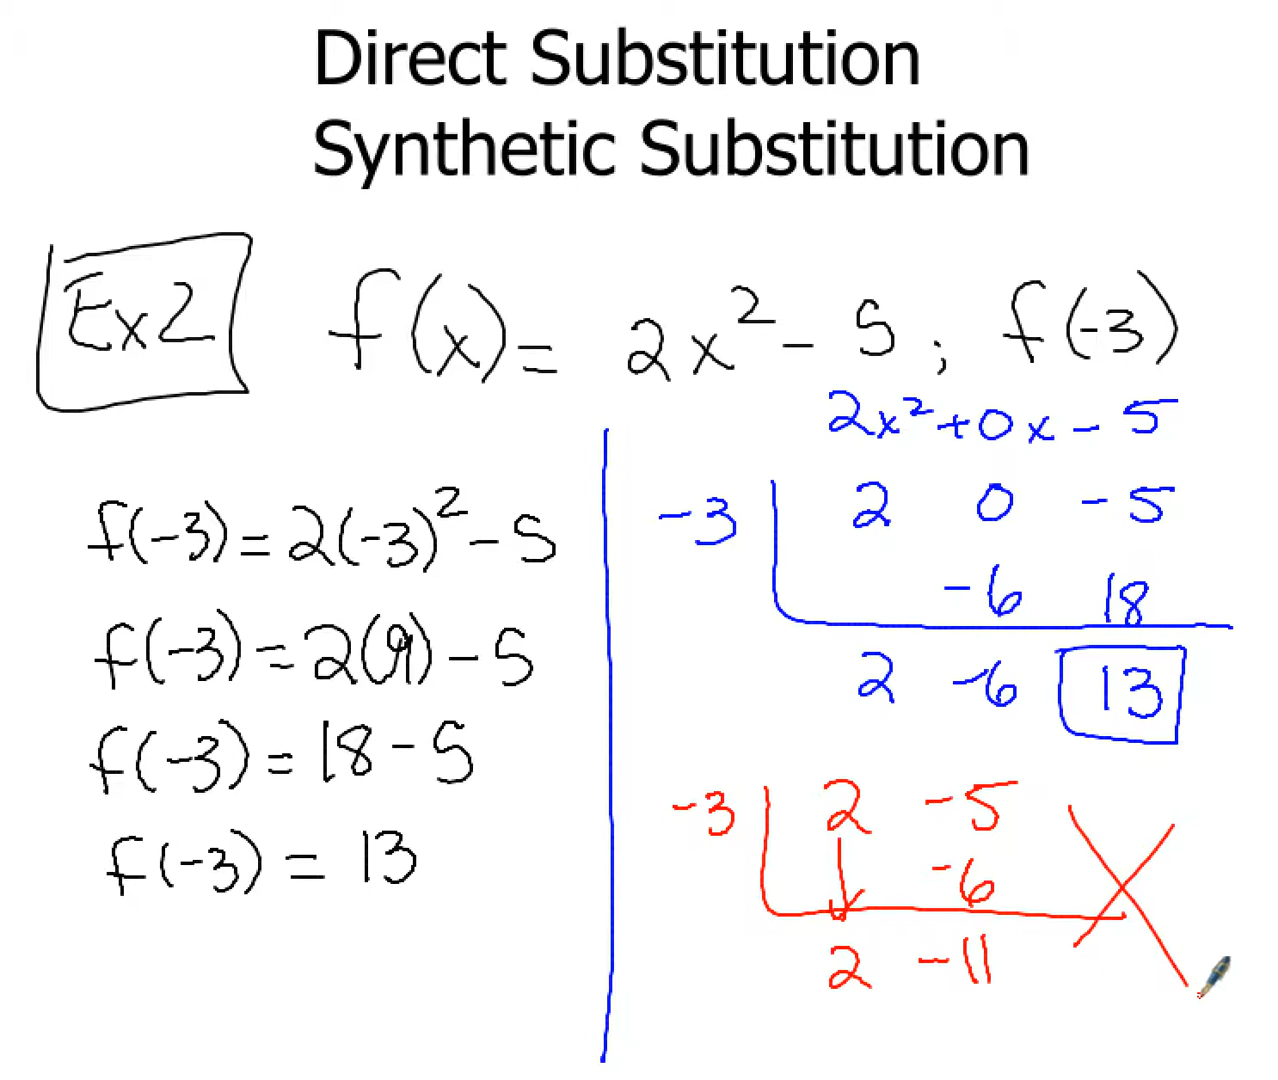 Direct Substitution
Synthetic Substitution
Ex 2
f(x) = 2x² - 5 ; f(-3)
f(-3) = 2(-3)² - 5
f(-3) = 2(9) - 5
f(-3) = 18 - 5
f(-3) = 13
2x² + 0x - 5
-3 2 0 -5
-6 18
2 -6 13
-3 2 -5
-6
2 -11